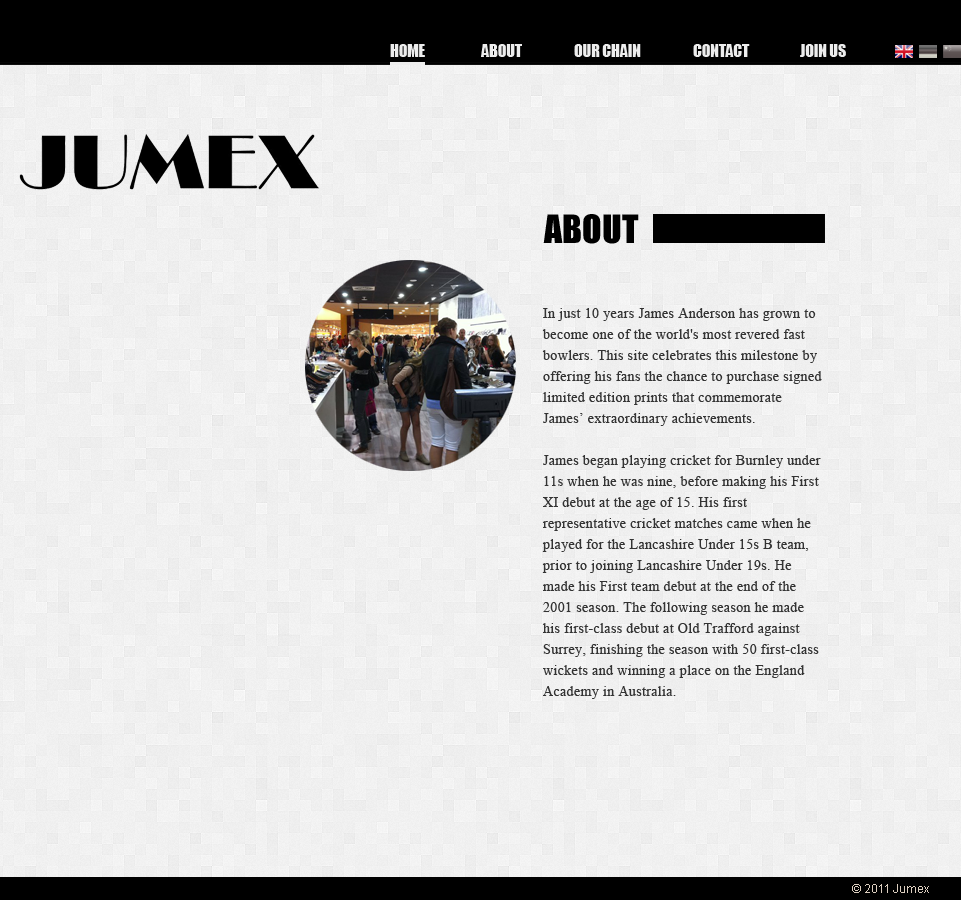 HOME ABOUT OUR CHAIN CONTACT JOIN US
JUMEX
ABOUT
In just 10 years James Anderson has grown to
become one of the world's most revered fast
bowlers. This site celebrates this milestone by
offering his fans the chance to purchase signed
limited edition prints that commemorate
James’ extraordinary achievements.
James began playing cricket for Burnley under
11s when he was nine, before making his First
XI debut at the age of 15. His first
representative cricket matches came when he
played for the Lancashire Under 15s B team,
prior to joining Lancashire Under 19s. He
made his First team debut at the end of the
2001 season. The following season he made
his first-class debut at Old Trafford against
Surrey, finishing the season with 50 first-class
wickets and winning a place on the England
Academy in Australia.
© 2011 Jumex